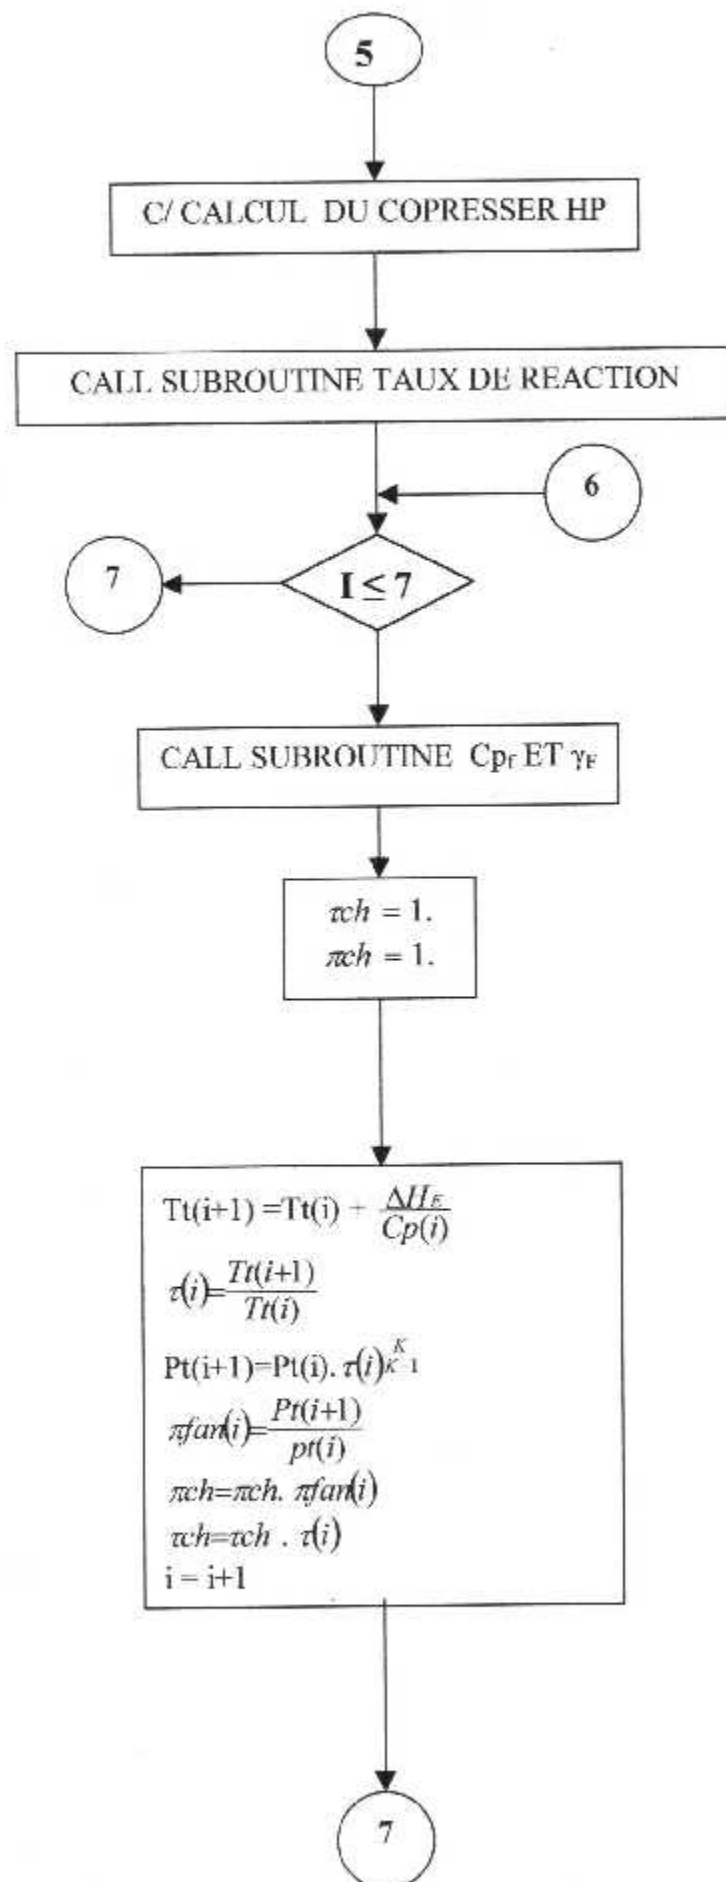 5
C/ CALCUL DU COPRESSER HP
CALL SUBROUTINE TAUX DE REACTION
6
7
I ≤ 7
CALL SUBROUTINE Cpf ET γE
τch = 1.
πch = 1.
Tt(i+1) =Tt(i) + ΔHE/Cp(i)
τ(i)=Tt(i+1)/Tt(i)
Pt(i+1)=Pt(i). τ(i)^K/K-1
πfan(i)=Pt(i+1)/pt(i)
πch=πch. πfan(i)
τch=τch . τ(i)
i = i+1
7